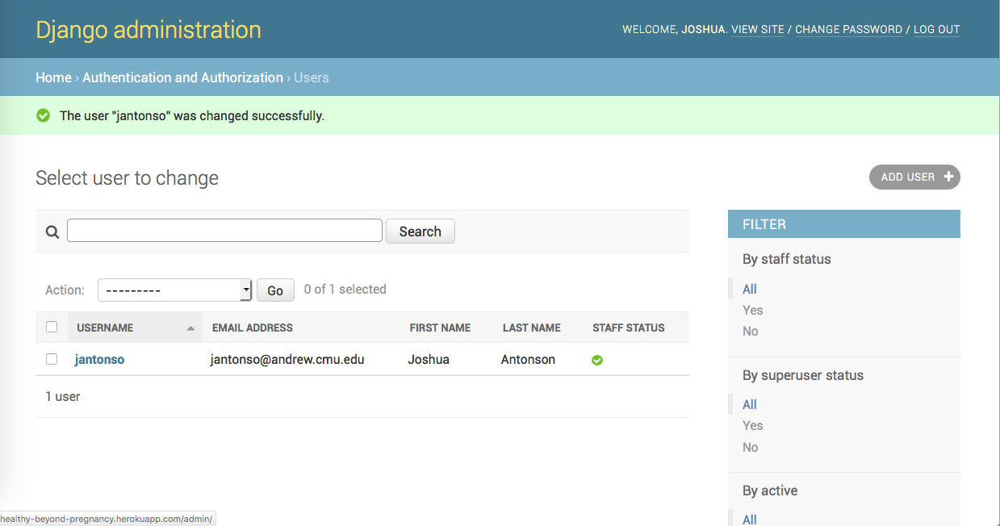 Django administration
WELCOME, JOSHUA. VIEW SITE / CHANGE PASSWORD / LOG OUT
Home › Authentication and Authorization › Users
The user "jantonso" was changed successfully.
Select user to change
ADD USER +
Search
Action: --------- Go 0 of 1 selected
USERNAME EMAIL ADDRESS FIRST NAME LAST NAME STAFF STATUS
jantonso jantonso@andrew.cmu.edu Joshua Antonson
1 user
FILTER
By staff status
All
Yes
No
By superuser status
All
Yes
No
By active
All
healthy-beyond-pregnancy.herokuapp.com/admin/